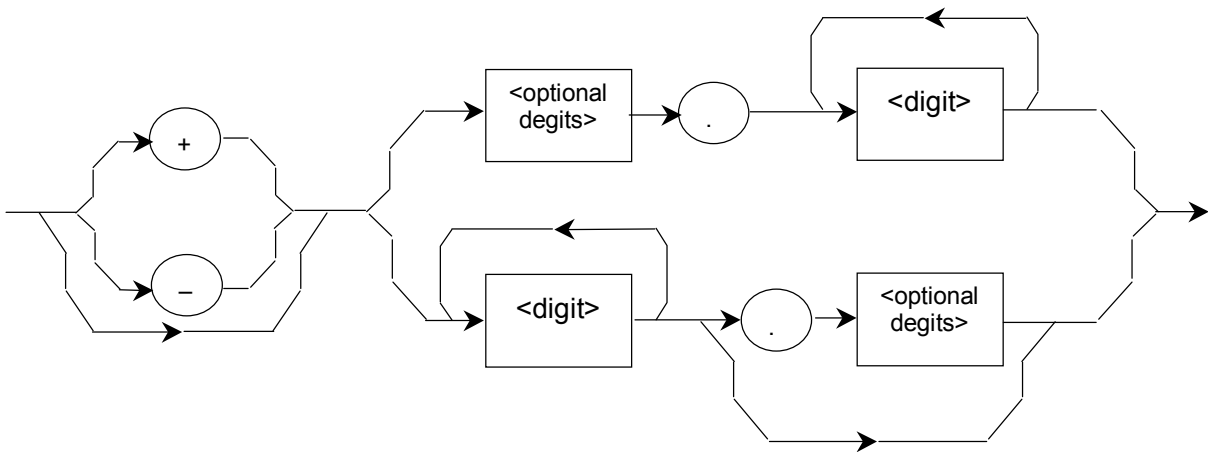 <optional
degits>
.
<digit>
+
–
<digit>
.
<optional
degits>